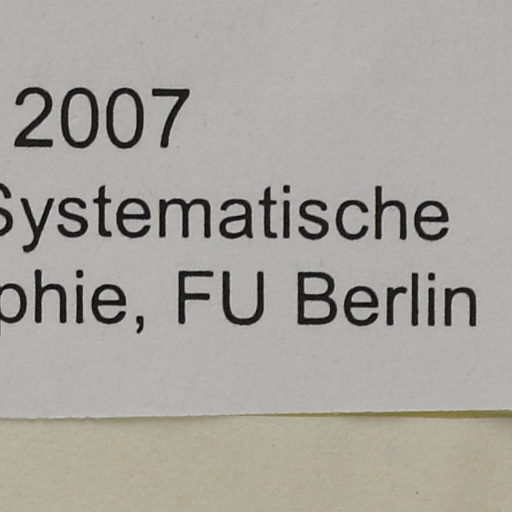 2007
Systematische
phie, FU Berlin